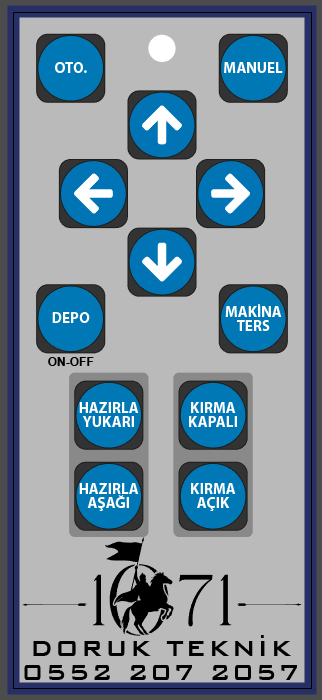 OTO.
MANUEL
DEPO
MAKİNA
TERS
ON-OFF
HAZIRLA
YUKARI
KIRMA
KAPALI
HAZIRLA
AŞAĞI
KIRMA
AÇIK
1071
DORUK TEKNİK
0552 207 2057